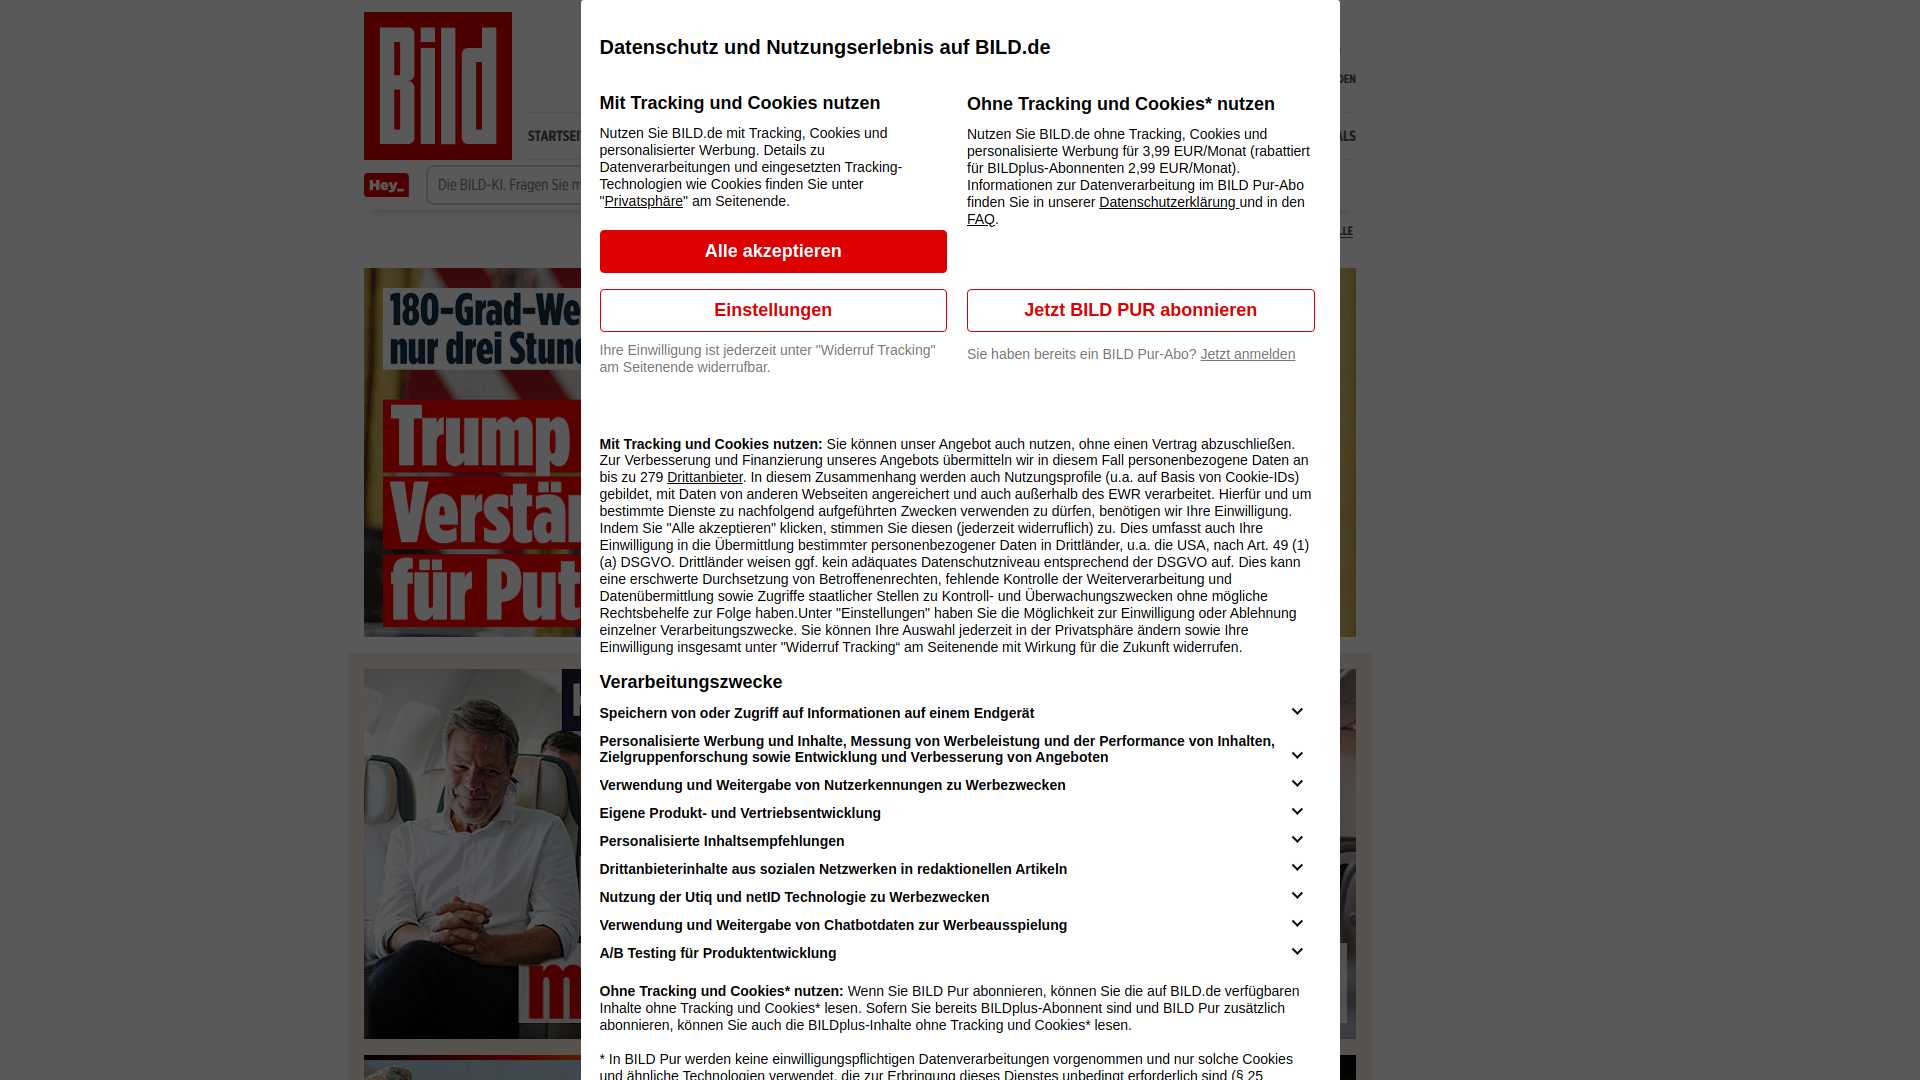 Bild
DEN
STARTSEI
ALS
Hey_
Die BILD-KI. Fragen Sie m
LLE
180-Grad-We
nur drei Stund
Trump
Verstän
für Put
m
Datenschutz und Nutzungserlebnis auf BILD.de
Mit Tracking und Cookies nutzen
Nutzen Sie BILD.de mit Tracking, Cookies und
personalisierter Werbung. Details zu
Datenverarbeitungen und eingesetzten Tracking-
Technologien wie Cookies finden Sie unter
"Privatsphäre" am Seitenende.
Alle akzeptieren
Einstellungen
Ihre Einwilligung ist jederzeit unter "Widerruf Tracking"
am Seitenende widerrufbar.
Ohne Tracking und Cookies* nutzen
Nutzen Sie BILD.de ohne Tracking, Cookies und
personalisierte Werbung für 3,99 EUR/Monat (rabattiert
für BILDplus-Abonnenten 2,99 EUR/Monat).
Informationen zur Datenverarbeitung im BILD Pur-Abo
finden Sie in unserer Datenschutzerklärung und in den
FAQ.
Jetzt BILD PUR abonnieren
Sie haben bereits ein BILD Pur-Abo? Jetzt anmelden
Mit Tracking und Cookies nutzen: Sie können unser Angebot auch nutzen, ohne einen Vertrag abzuschließen.
Zur Verbesserung und Finanzierung unseres Angebots übermitteln wir in diesem Fall personenbezogene Daten an
bis zu 279 Drittanbieter. In diesem Zusammenhang werden auch Nutzungsprofile (u.a. auf Basis von Cookie-IDs)
gebildet, mit Daten von anderen Webseiten angereichert und auch außerhalb des EWR verarbeitet. Hierfür und um
bestimmte Dienste zu nachfolgend aufgeführten Zwecken verwenden zu dürfen, benötigen wir Ihre Einwilligung.
Indem Sie "Alle akzeptieren" klicken, stimmen Sie diesen (jederzeit widerruflich) zu. Dies umfasst auch Ihre
Einwilligung in die Übermittlung bestimmter personenbezogener Daten in Drittländer, u.a. die USA, nach Art. 49 (1)
(a) DSGVO. Drittländer weisen ggf. kein adäquates Datenschutzniveau entsprechend der DSGVO auf. Dies kann
eine erschwerte Durchsetzung von Betroffenenrechten, fehlende Kontrolle der Weiterverarbeitung und
Datenübermittlung sowie Zugriffe staatlicher Stellen zu Kontroll- und Überwachungszwecken ohne mögliche
Rechtsbehelfe zur Folge haben.Unter "Einstellungen" haben Sie die Möglichkeit zur Einwilligung oder Ablehnung
einzelner Verarbeitungszwecke. Sie können Ihre Auswahl jederzeit in der Privatsphäre ändern sowie Ihre
Einwilligung insgesamt unter "Widerruf Tracking“ am Seitenende mit Wirkung für die Zukunft widerrufen.
Verarbeitungszwecke
Speichern von oder Zugriff auf Informationen auf einem Endgerät
Personalisierte Werbung und Inhalte, Messung von Werbeleistung und der Performance von Inhalten,
Zielgruppenforschung sowie Entwicklung und Verbesserung von Angeboten
Verwendung und Weitergabe von Nutzerkennungen zu Werbezwecken
Eigene Produkt- und Vertriebsentwicklung
Personalisierte Inhaltsempfehlungen
Drittanbieterinhalte aus sozialen Netzwerken in redaktionellen Artikeln
Nutzung der Utiq und netID Technologie zu Werbezwecken
Verwendung und Weitergabe von Chatbotdaten zur Werbeausspielung
A/B Testing für Produktentwicklung
Ohne Tracking und Cookies* nutzen: Wenn Sie BILD Pur abonnieren, können Sie die auf BILD.de verfügbaren
Inhalte ohne Tracking und Cookies* lesen. Sofern Sie bereits BILDplus-Abonnent sind und BILD Pur zusätzlich
abonnieren, können Sie auch die BILDplus-Inhalte ohne Tracking und Cookies* lesen.
* In BILD Pur werden keine einwilligungspflichtigen Datenverarbeitungen vorgenommen und nur solche Cookies
und ähnliche Technologien verwendet, die zur Erbringung dieses Dienstes unbedingt erforderlich sind (§ 25